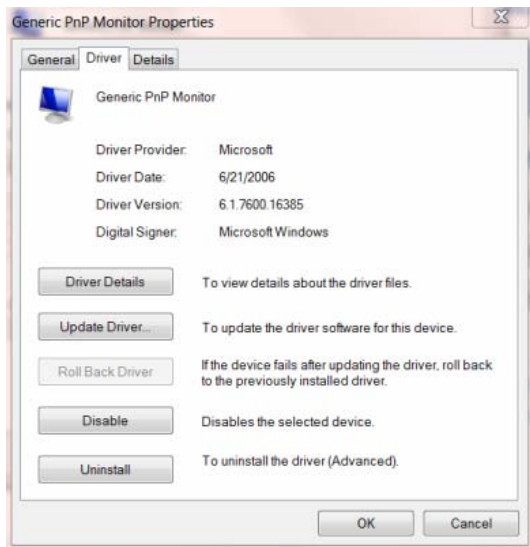 Generic PnP Monitor Properties
General Driver Details
Generic PnP Monitor
Driver Provider: Microsoft
Driver Date: 6/21/2006
Driver Version: 6.1.7600.16385
Digital Signer: Microsoft Windows
Driver Details To view details about the driver files.
Update Driver... To update the driver software for this device.
Roll Back Driver If the device fails after updating the driver, roll back
to the previously installed driver.
Disable Disables the selected device.
Uninstall To uninstall the driver (Advanced).
OK Cancel